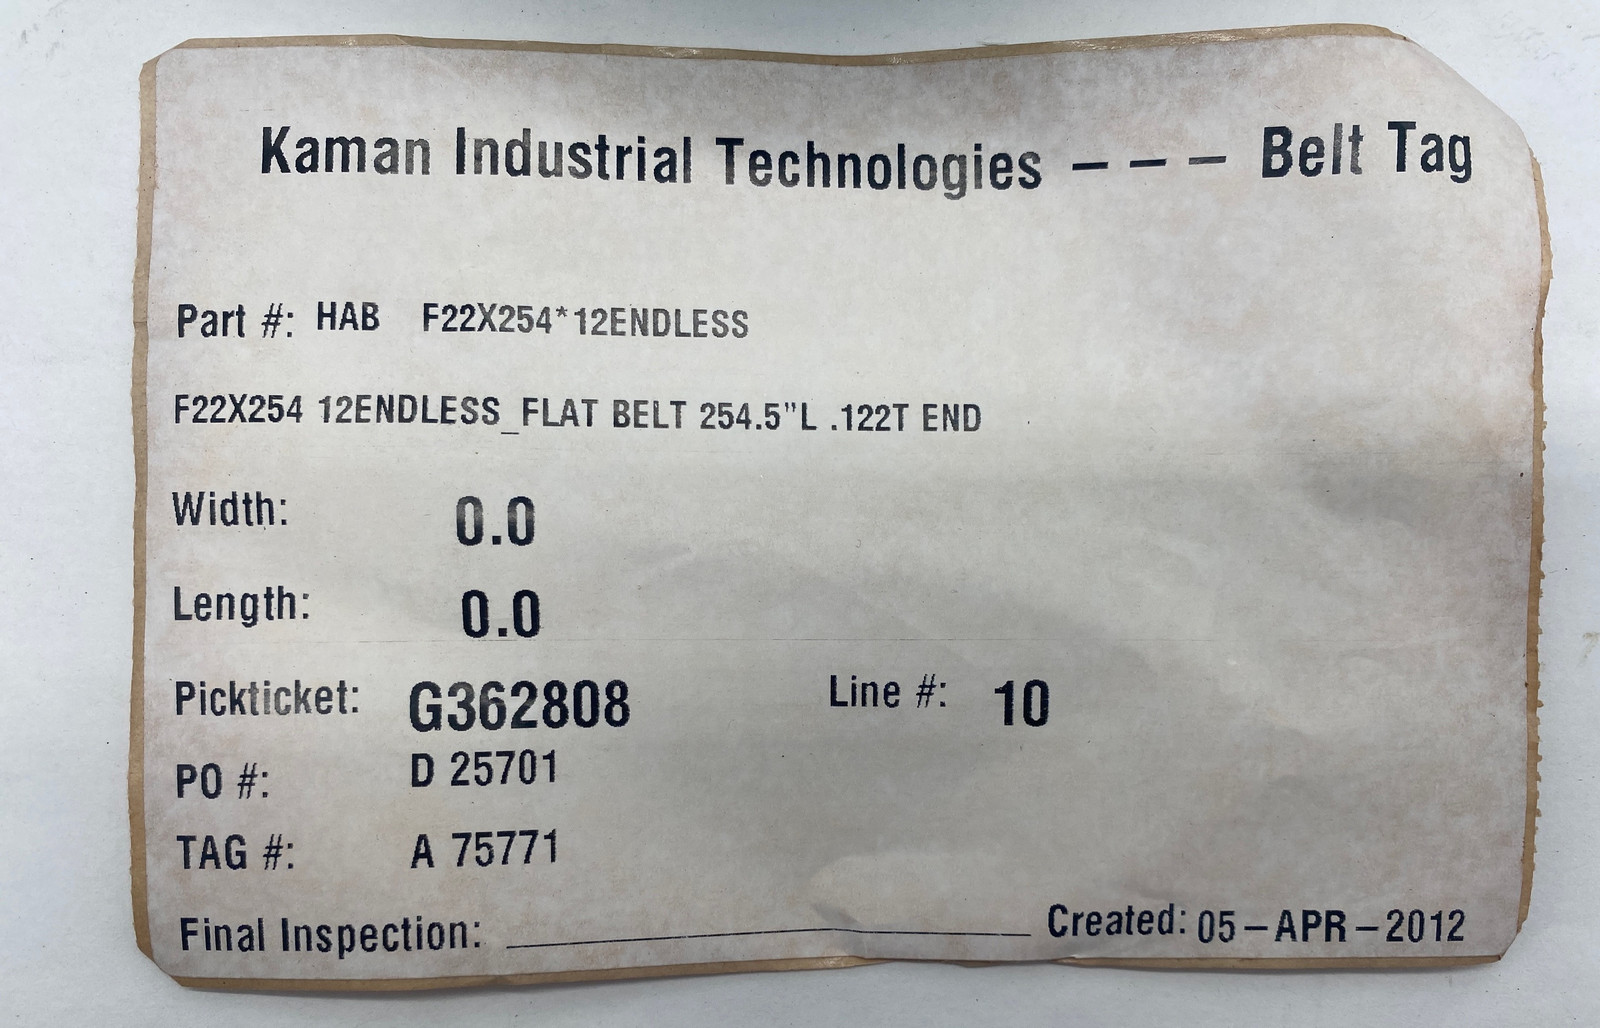 Kaman Industrial Technologies – – – Belt Tag
Part #: HAB F22X254*12ENDLESS
F22X254 12ENDLESS_FLAT BELT 254.5"L .122T END
Width: 0.0
Length: 0.0
Pickticket: G362808 Line #: 10
PO #: D 25701
TAG #: A 75771
Final Inspection: Created: 05-APR-2012